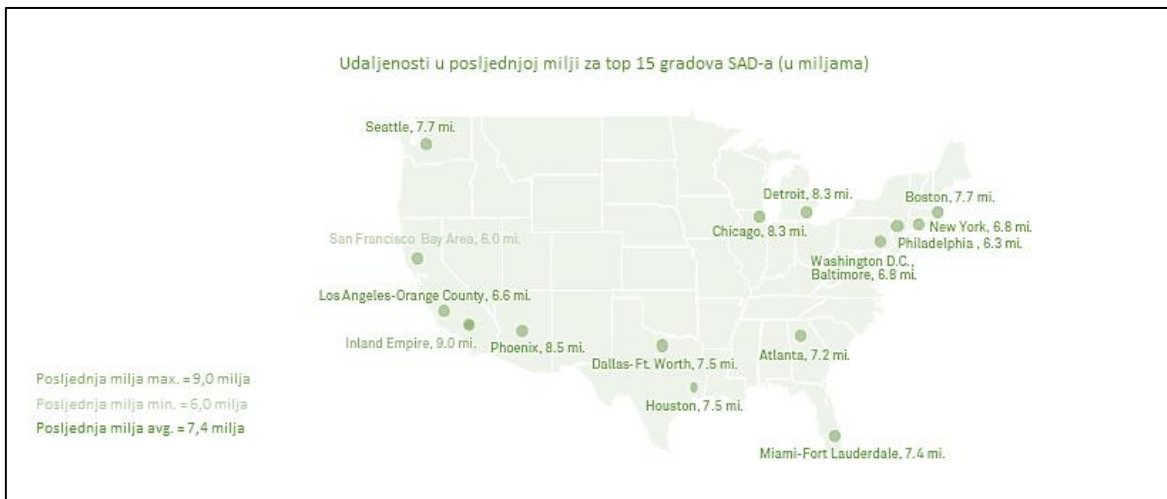 Udaljenosti u posljednjoj milji za top 15 gradova SAD-a (u miljama)
Seattle, 7.7 mi.
Detroit, 8.3 mi.
Boston, 7.7 mi.
Chicago, 8.3 mi.
New York, 6.8 mi.
Philadelphia , 6.3 mi.
San Francisco Bay Area, 6.0 mi.
Washington D.C.,
Baltimore, 6.8 mi.
Los Angeles-Orange County, 6.6 mi.
Inland Empire, 9.0 mi.
Phoenix, 8.5 mi.
Dallas-Ft. Worth, 7.5 mi.
Atlanta, 7.2 mi.
Houston, 7.5 mi.
Miami-Fort Lauderdale, 7.4 mi.
Posljednja milja max. = 9,0 milja
Posljednja milja min. = 6,0 milja
Posljednja milja avg. = 7,4 milja